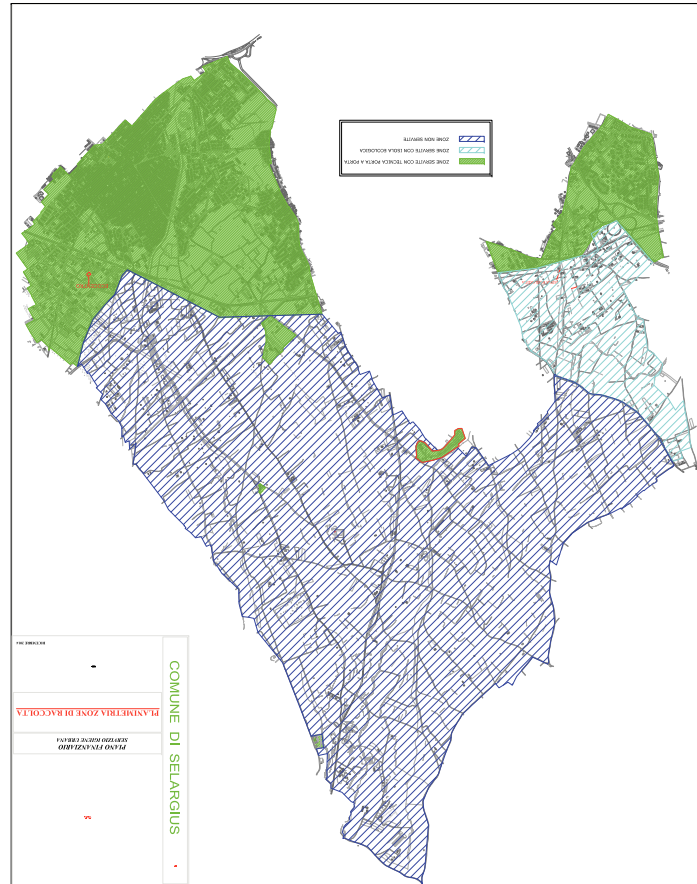 COMUNE DI SELARGIUS
PIANO FINANZIARIO
SERVIZIO IGIENE URBANA
PLANIMETRIA ZONE DI RACCOLTA
ZONE SERVITE CON TECNICA PORTA A PORTA
ZONE SERVITE CON ISOLA ECOLOGICA
ZONE NON SERVITE